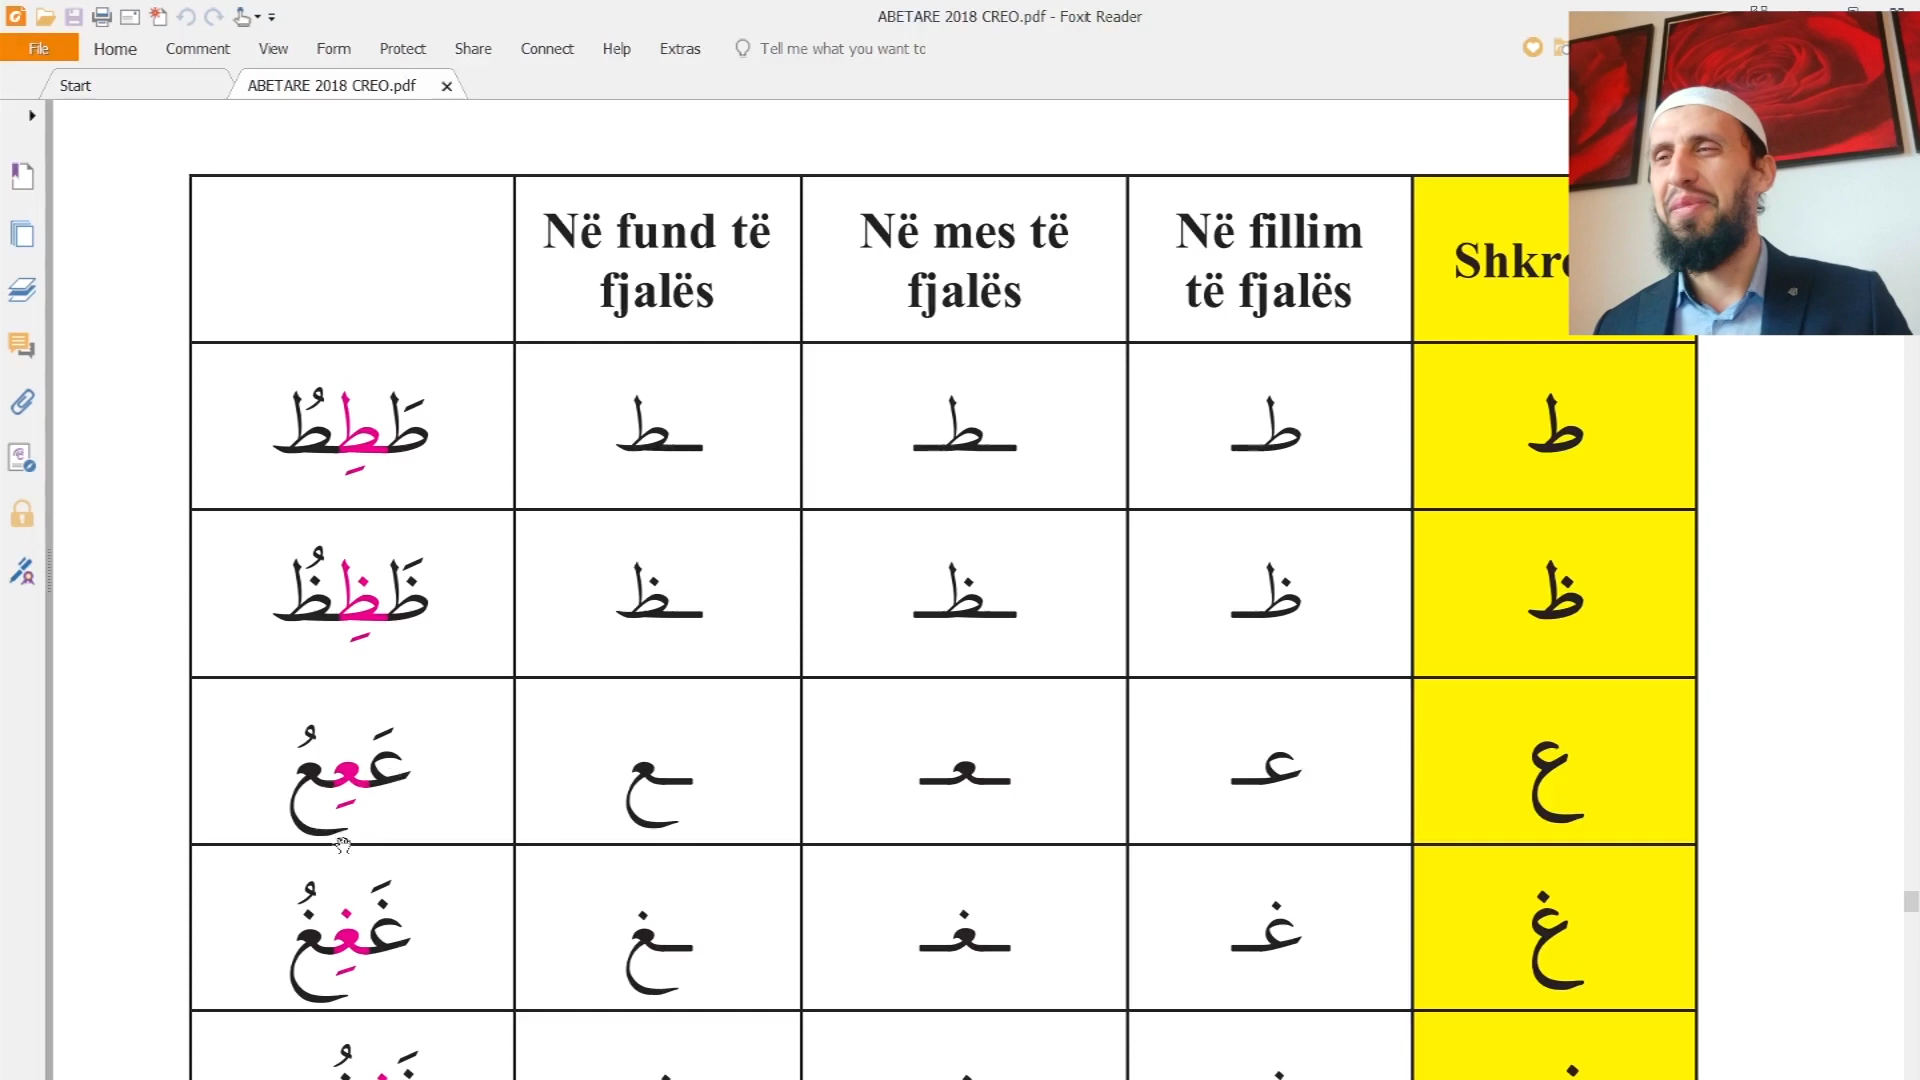 ABETARE 2018 CREO.pdf - Foxit Reader
File Home Comment View Form Protect Share Connect Help Extras Tell me what you want to
Start ABETARE 2018 CREO.pdf
Në fund të fjalës
Në mes të fjalës
Në fillim të fjalës
طَطِطُ ـط ـطـ طـ ط
ظَظِظُ ـظ ـظـ ظـ ظ
عَعِعُ ـع ـعـ عـ ع
غَغِغُ ـغ ـغـ غـ غ